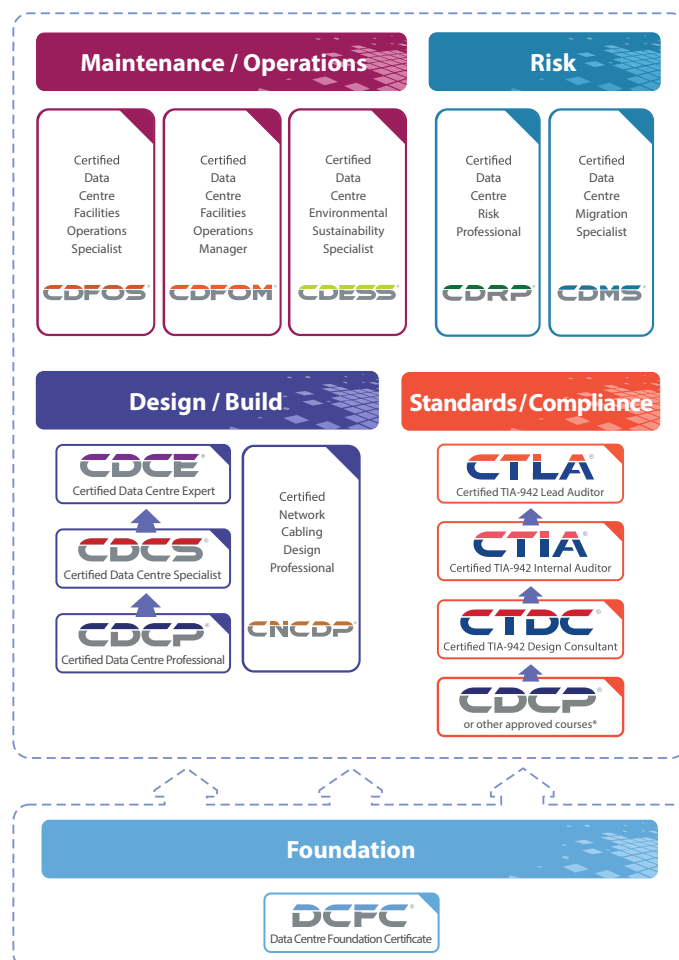 Maintenance / Operations
Certified
Data
Centre
Facilities
Operations
Specialist
CDFOS®
Certified
Data
Centre
Facilities
Operations
Manager
CDFOM®
Certified
Data
Centre
Environmental
Sustainability
Specialist
CDESS®
Risk
Certified
Data
Centre
Risk
Professional
CDRP®
Certified
Data
Centre
Migration
Specialist
CDMS®
Design / Build
CDCE®
Certified Data Centre Expert
CDCS®
Certified Data Centre Specialist
CDCP®
Certified Data Centre Professional
Certified
Network
Cabling
Design
Professional
CNCDP®
Standards/Compliance
CTLA®
Certified TIA-942 Lead Auditor
CTIA®
Certified TIA-942 Internal Auditor
CTDC®
Certified TIA-942 Design Consultant
CDCP®
or other approved courses*
Foundation
DCFC®
Data Centre Foundation Certificate